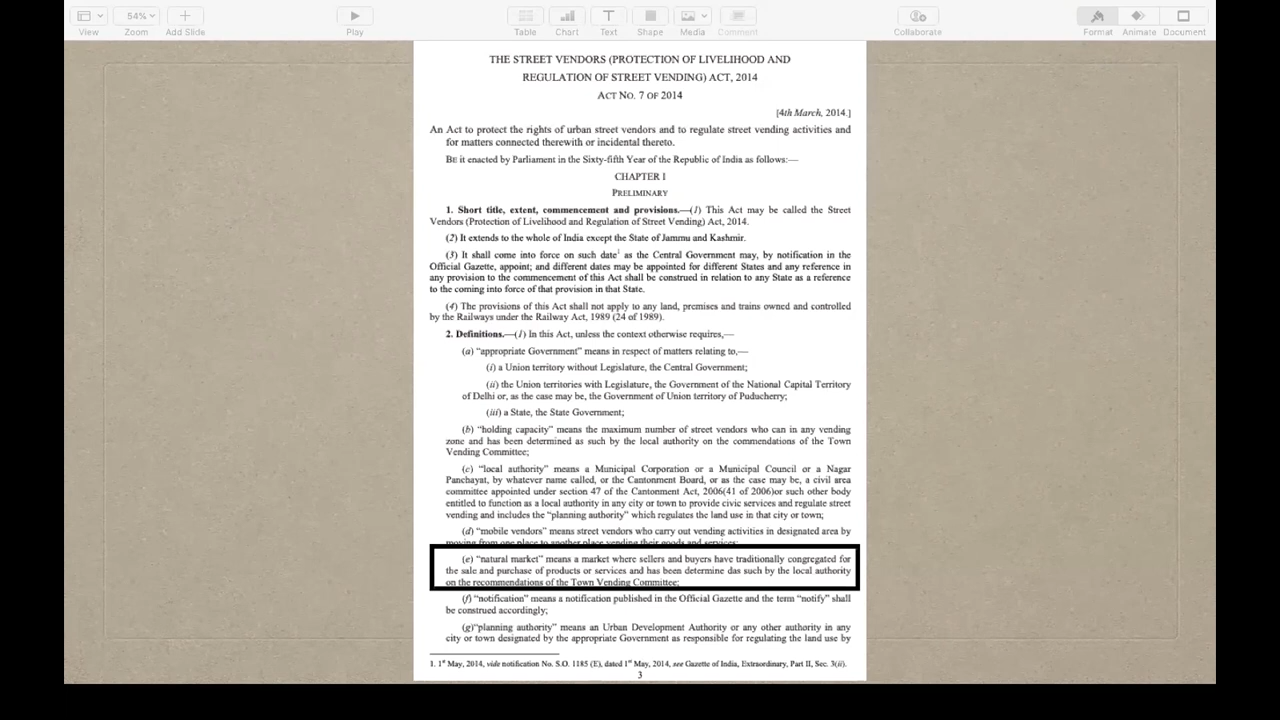 54%
View
Zoom
Add Slide
Play
Table
Chart
Text
Shape
Media
Comment
Collaborate
Format
Animate
Document
THE STREET VENDORS (PROTECTION OF LIVELIHOOD AND
REGULATION OF STREET VENDING) ACT, 2014
ACT NO. 7 OF 2014
[4th March, 2014.]
An Act to protect the rights of urban street vendors and to regulate street vending activities and
for matters connected therewith or incidental thereto.
BE it enacted by Parliament in the Sixty-fifth Year of the Republic of India as follows:—
CHAPTER I
PRELIMINARY
1. Short title, extent, commencement and provisions.—(1) This Act may be called the Street
Vendors (Protection of Livelihood and Regulation of Street Vending) Act, 2014.
(2) It extends to the whole of India except the State of Jammu and Kashmir.
(3) It shall come into force on such date1 as the Central Government may, by notification in the
Official Gazette, appoint; and different dates may be appointed for different States and any reference in
any provision to the commencement of this Act shall be construed in relation to any State as a reference
to the coming into force of that provision in that State.
(4) The provisions of this Act shall not apply to any land, premises and trains owned and controlled
by the Railways under the Railway Act, 1989 (24 of 1989).
2. Definitions.—(1) In this Act, unless the context otherwise requires,—
(a) “appropriate Government” means in respect of matters relating to,—
(i) a Union territory without Legislature, the Central Government;
(ii) the Union territories with Legislature, the Government of the National Capital Territory
of Delhi or, as the case may be, the Government of Union territory of Puducherry;
(iii) a State, the State Government;
(b) “holding capacity” means the maximum number of street vendors who can in any vending
zone and has been determined as such by the local authority on the commendations of the Town
Vending Committee;
(c) “local authority” means a Municipal Corporation or a Municipal Council or a Nagar
Panchayat, by whatever name called, or the Cantonment Board, or as the case may be, a civil area
committee appointed under section 47 of the Cantonment Act, 2006(41 of 2006)or such other body
entitled to function as a local authority in any city or town to provide civic services and regulate street
vending and includes the “planning authority” which regulates the land use in that city or town;
(d) “mobile vendors” means street vendors who carry out vending activities in designated area by
moving from one place to another place vending their goods and services;
(e) “natural market” means a market where sellers and buyers have traditionally congregated for
the sale and purchase of products or services and has been determine das such by the local authority
on the recommendations of the Town Vending Committee;
(f) “notification” means a notification published in the Official Gazette and the term “notify” shall
be construed accordingly;
(g)“planning authority” means an Urban Development Authority or any other authority in any
city or town designated by the appropriate Government as responsible for regulating the land use by
1. 1st May, 2014, vide notification No. S.O. 1185 (E), dated 1st May, 2014, see Gazette of India, Extraordinary, Part II, Sec. 3(ii).
3